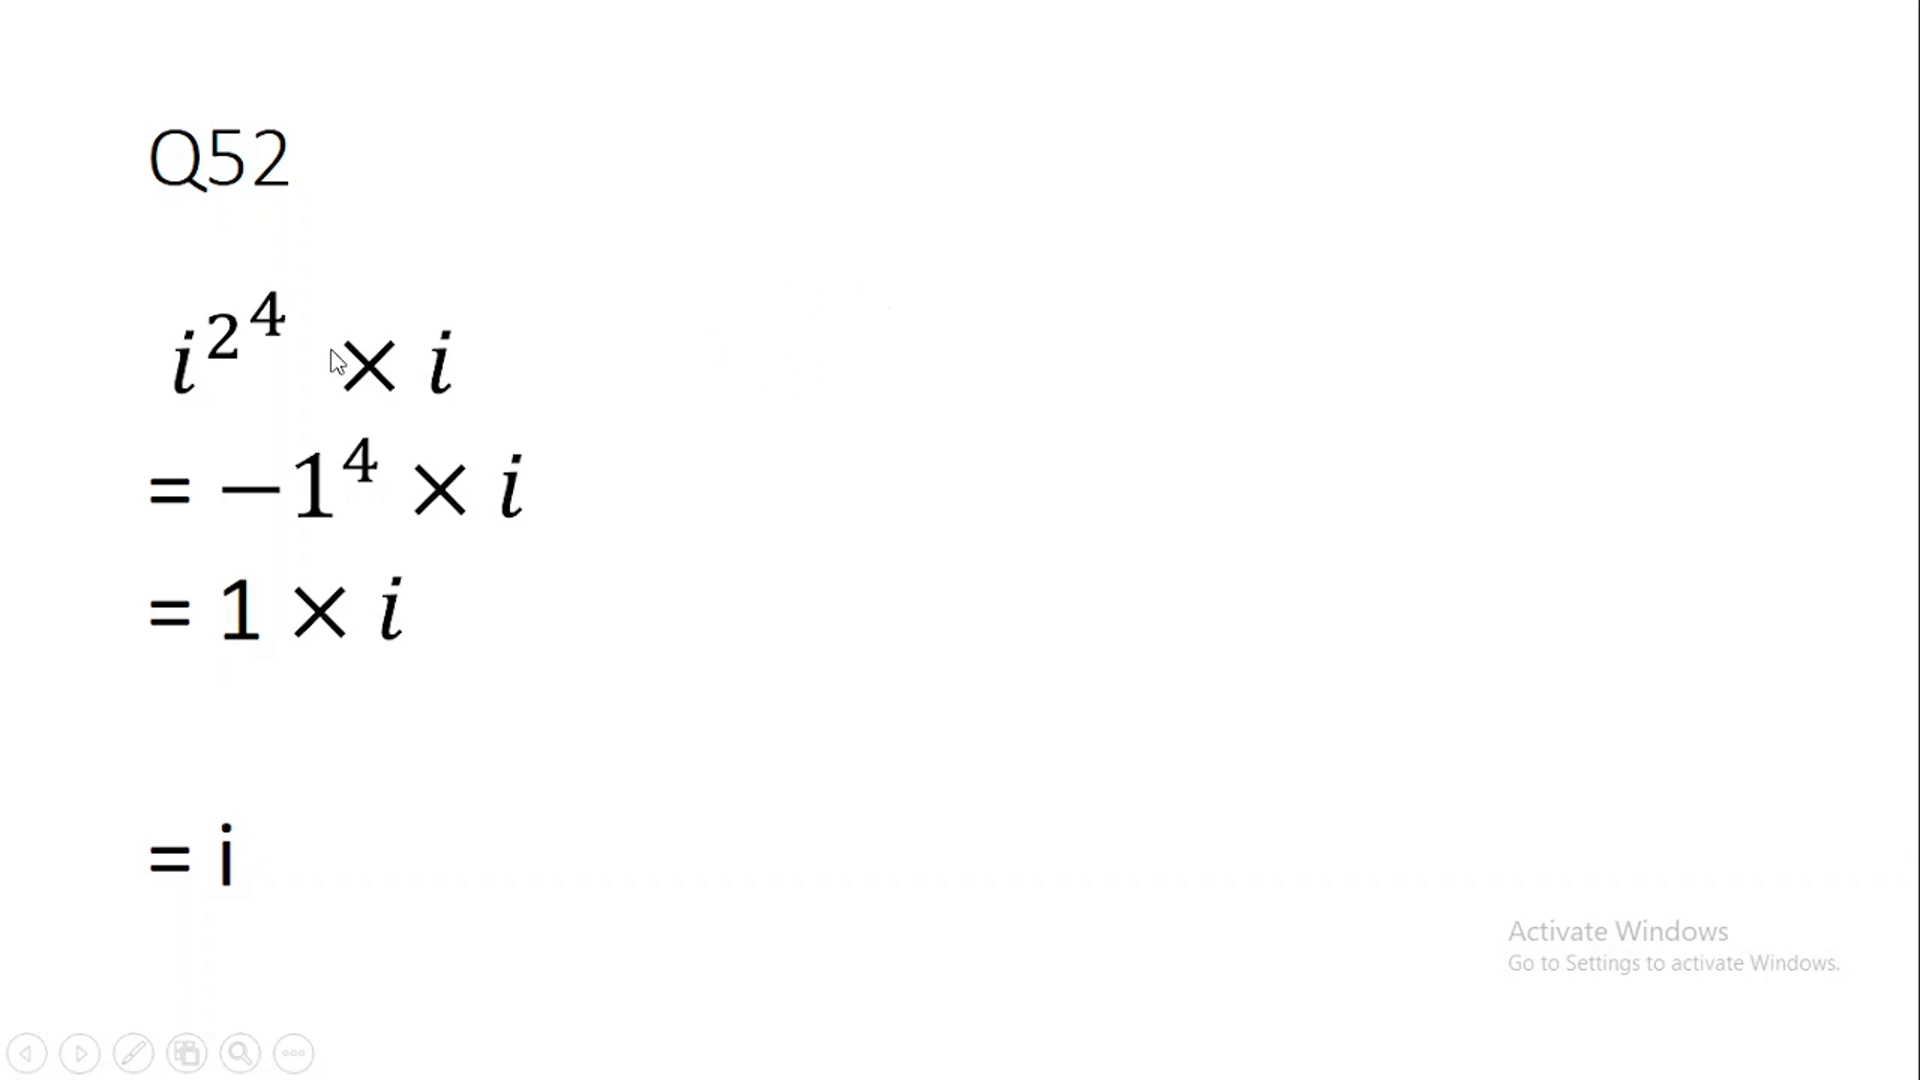 Q52
𝑖^{2^{4}} × 𝑖
= −1^{4} × 𝑖
= 1 × 𝑖
= i
Activate Windows
Go to Settings to activate Windows.